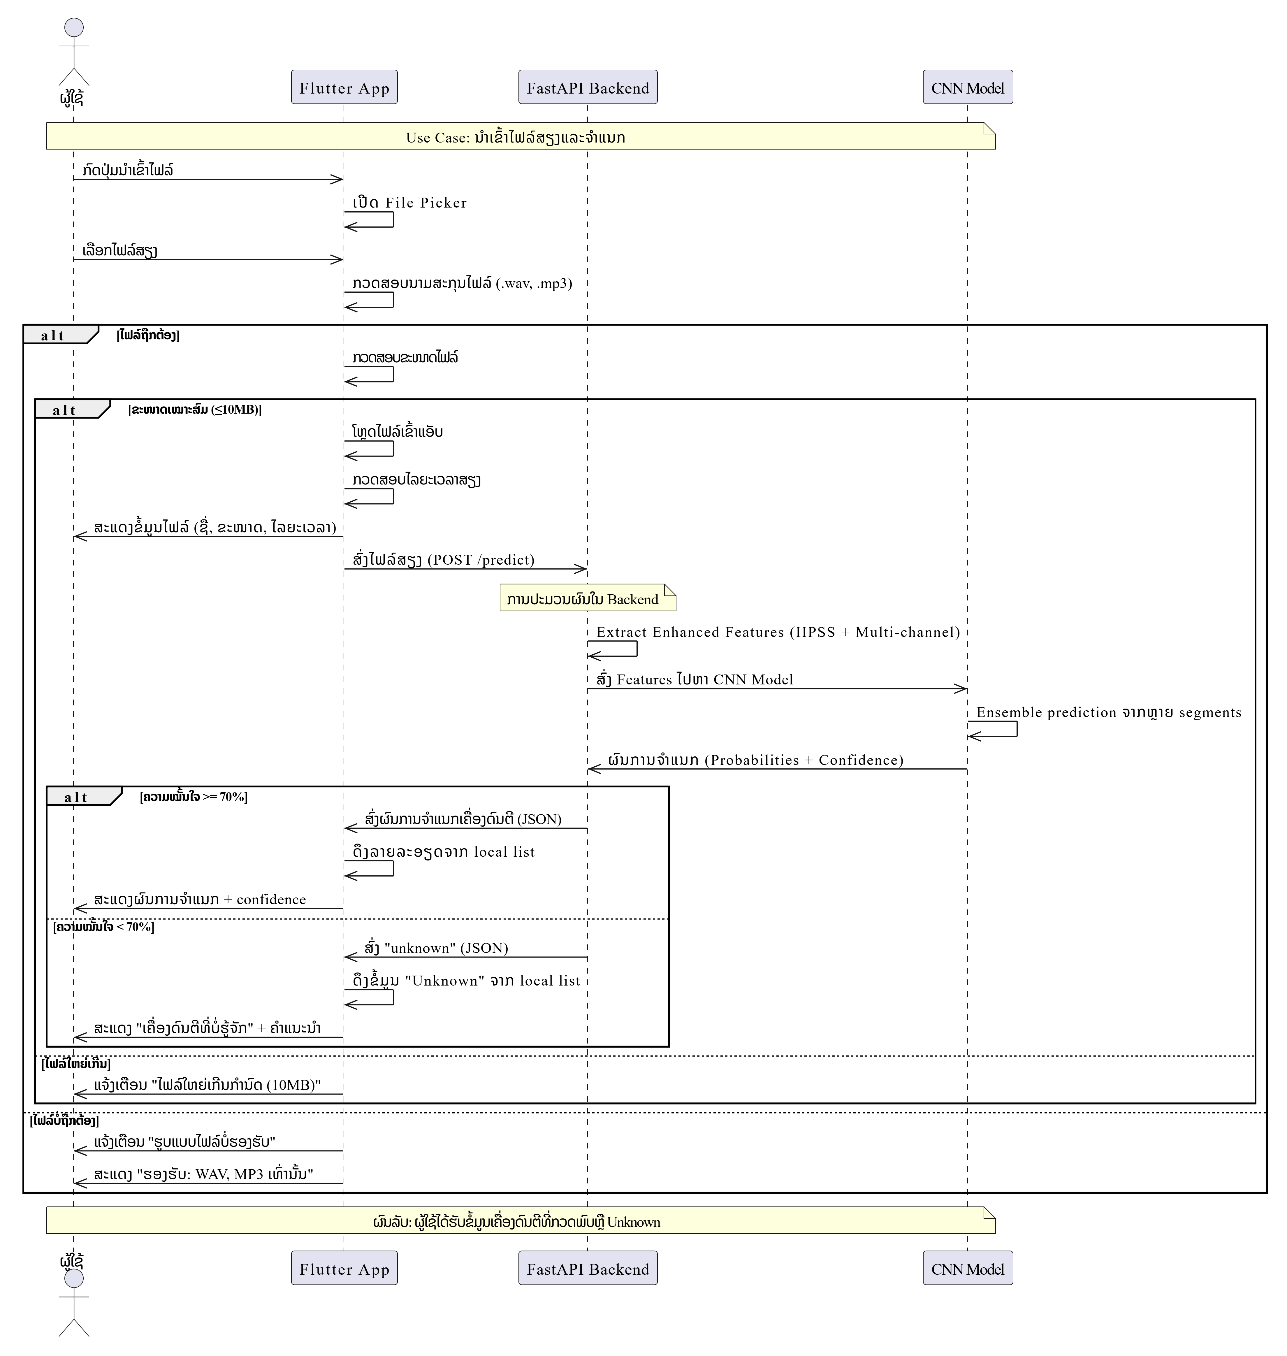 ຜູ້ໃຊ້
Flutter App
FastAPI Backend
CNN Model
Use Case: ນຳເຂົ້າໄຟລ໌ສຽງແລະຈຳແນກ
ກົດປຸ່ມນຳເຂົ້າໄຟລ໌
ເປີດ File Picker
ເລືອກໄຟລ໌ສຽງ
ກວດສອບນາມສະກຸນໄຟລ໌ (.wav, .mp3)
alt [ໄຟລ໌ຖືກຕ້ອງ]
ກວດສອບຂະໜາດໄຟລ໌
alt [ຂະໜາດເໝາະສົມ (≤10MB)]
ໂຫຼດໄຟລ໌ເຂົ້າແອັບ
ກວດສອບໄລຍະເວລາສຽງ
ສະແດງຂໍ້ມູນໄຟລ໌ (ຊື່, ຂະໜາດ, ໄລຍະເວລາ)
ສົ່ງໄຟລ໌ສຽງ (POST /predict)
ການປະມວນຜົນໃນ Backend
Extract Enhanced Features (HPSS + Multi-channel)
ສົ່ງ Features ໄປຫາ CNN Model
Ensemble prediction ຈາກຫຼາຍ segments
ຜົນການຈຳແນກ (Probabilities + Confidence)
alt [ຄວາມໝັ້ນໃຈ >= 70%]
ສົ່ງຜົນການຈຳແນກເຄື່ອງດົນຕີ (JSON)
ດຶງລາຍລະອຽດຈາກ local list
ສະແດງຜົນການຈຳແນກ + confidence
[ຄວາມໝັ້ນໃຈ < 70%]
ສົ່ງ "unknown" (JSON)
ດຶງຂໍ້ມູນ "Unknown" ຈາກ local list
ສະແດງ "ເຄື່ອງດົນຕີທີ່ບໍ່ຮູ້ຈັກ" + ຄຳແນະນຳ
[ໄຟລ໌ໃຫຍ່ເກີນ]
ແຈ້ງເຕືອນ "ໄຟລ໌ໃຫຍ່ເກີນກຳນົດ (10MB)"
[ໄຟລ໌ບໍ່ຖືກຕ້ອງ]
ແຈ້ງເຕືອນ "ຮູບແບບໄຟລ໌ບໍ່ຮອງຮັບ"
ສະແດງ "ຮອງຮັບ: WAV, MP3 ເທົ່ານັ້ນ"
ຜົນລັບ: ຜູ້ໃຊ້ໄດ້ຮັບຂໍ້ມູນເຄື່ອງດົນຕີທີ່ກວດພົບຫຼື Unknown
ຜູ້ໃຊ້
Flutter App
FastAPI Backend
CNN Model